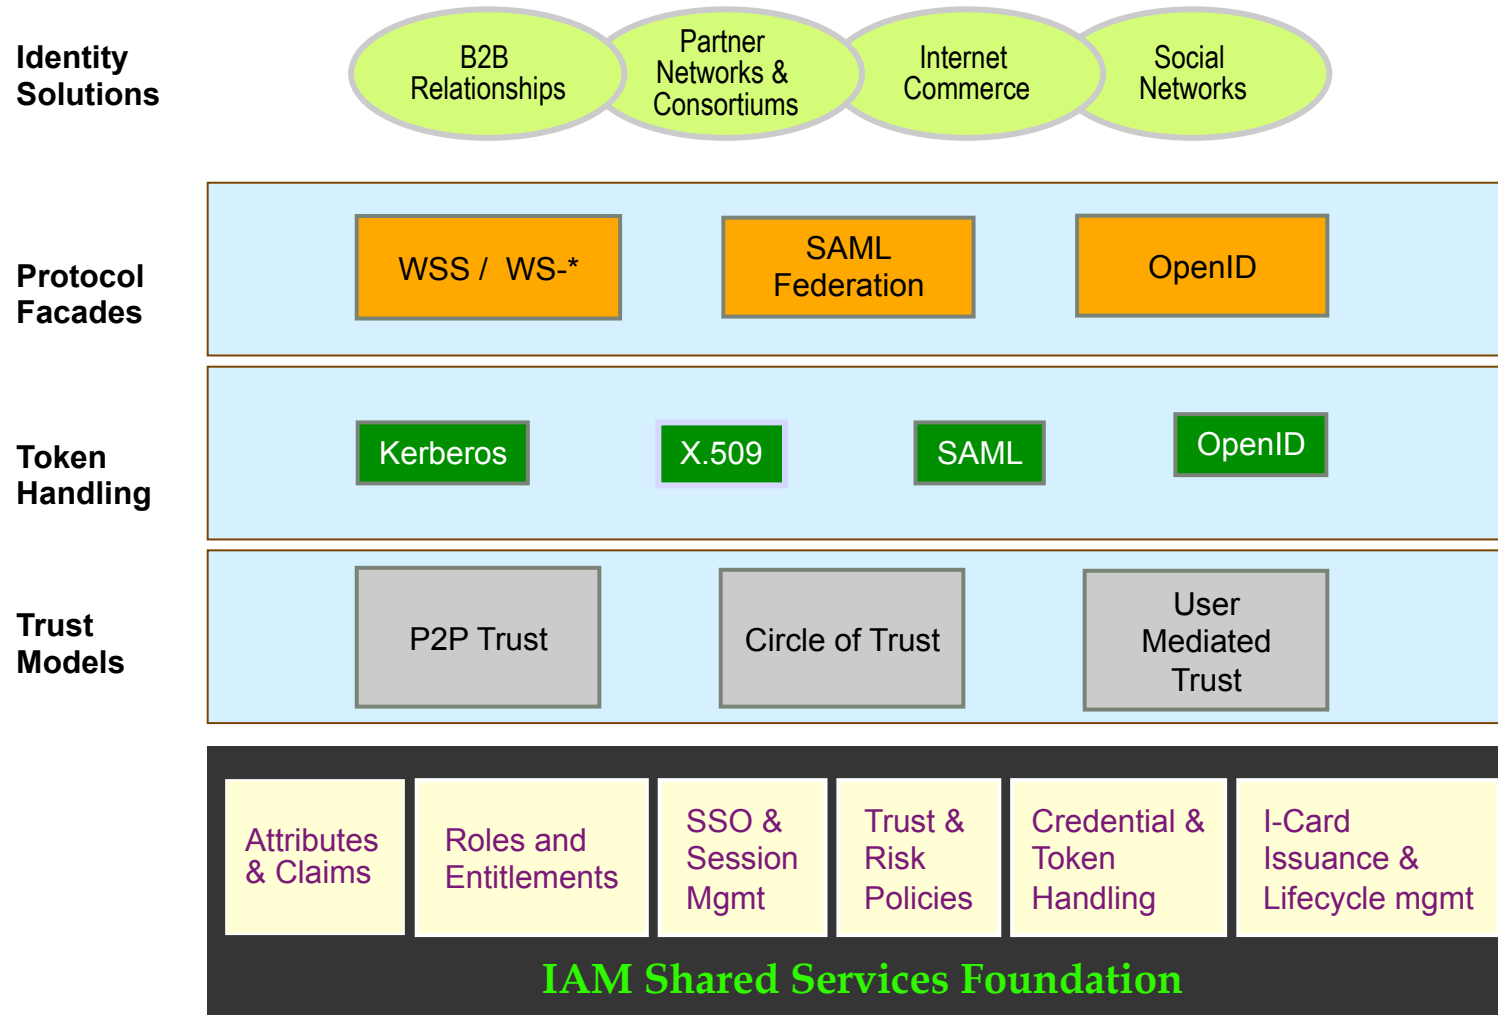 Identity
Solutions
B2B
Relationships
Partner
Networks &
Consortiums
Internet
Commerce
Social
Networks
Protocol
Facades
WSS / WS-*
SAML
Federation
OpenID
Token
Handling
Kerberos
X.509
SAML
OpenID
Trust
Models
P2P Trust
Circle of Trust
User
Mediated
Trust
Attributes
& Claims
Roles and
Entitlements
SSO &
Session
Mgmt
Trust &
Risk
Policies
Credential &
Token
Handling
I-Card
Issuance &
Lifecycle mgmt
IAM Shared Services Foundation